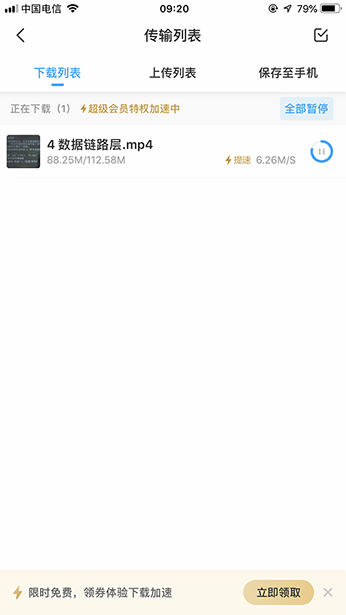 中国电信 09:20 79%
传输列表
下载列表 上传列表 保存至手机
正在下载（1） 超级会员特权加速中 全部暂停
4 数据链路层.mp4
88.25M/112.58M 提速 6.26M/S
限时免费，领券体验下载加速 立即领取